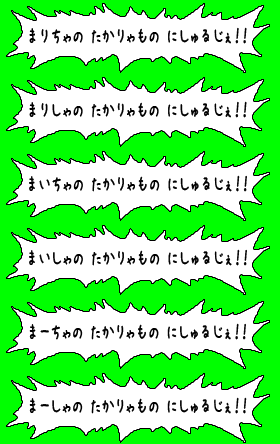 まりちゃの たかりゃもの にしゅるじぇ!!
まりしゃの たかりゃもの にしゅるじぇ!!
まいちゃの たかりゃもの にしゅるじぇ!!
まいしゃの たかりゃもの にしゅるじぇ!!
まーちゃの たかりゃもの にしゅるじぇ!!
まーしゃの たかりゃもの にしゅるじぇ!!